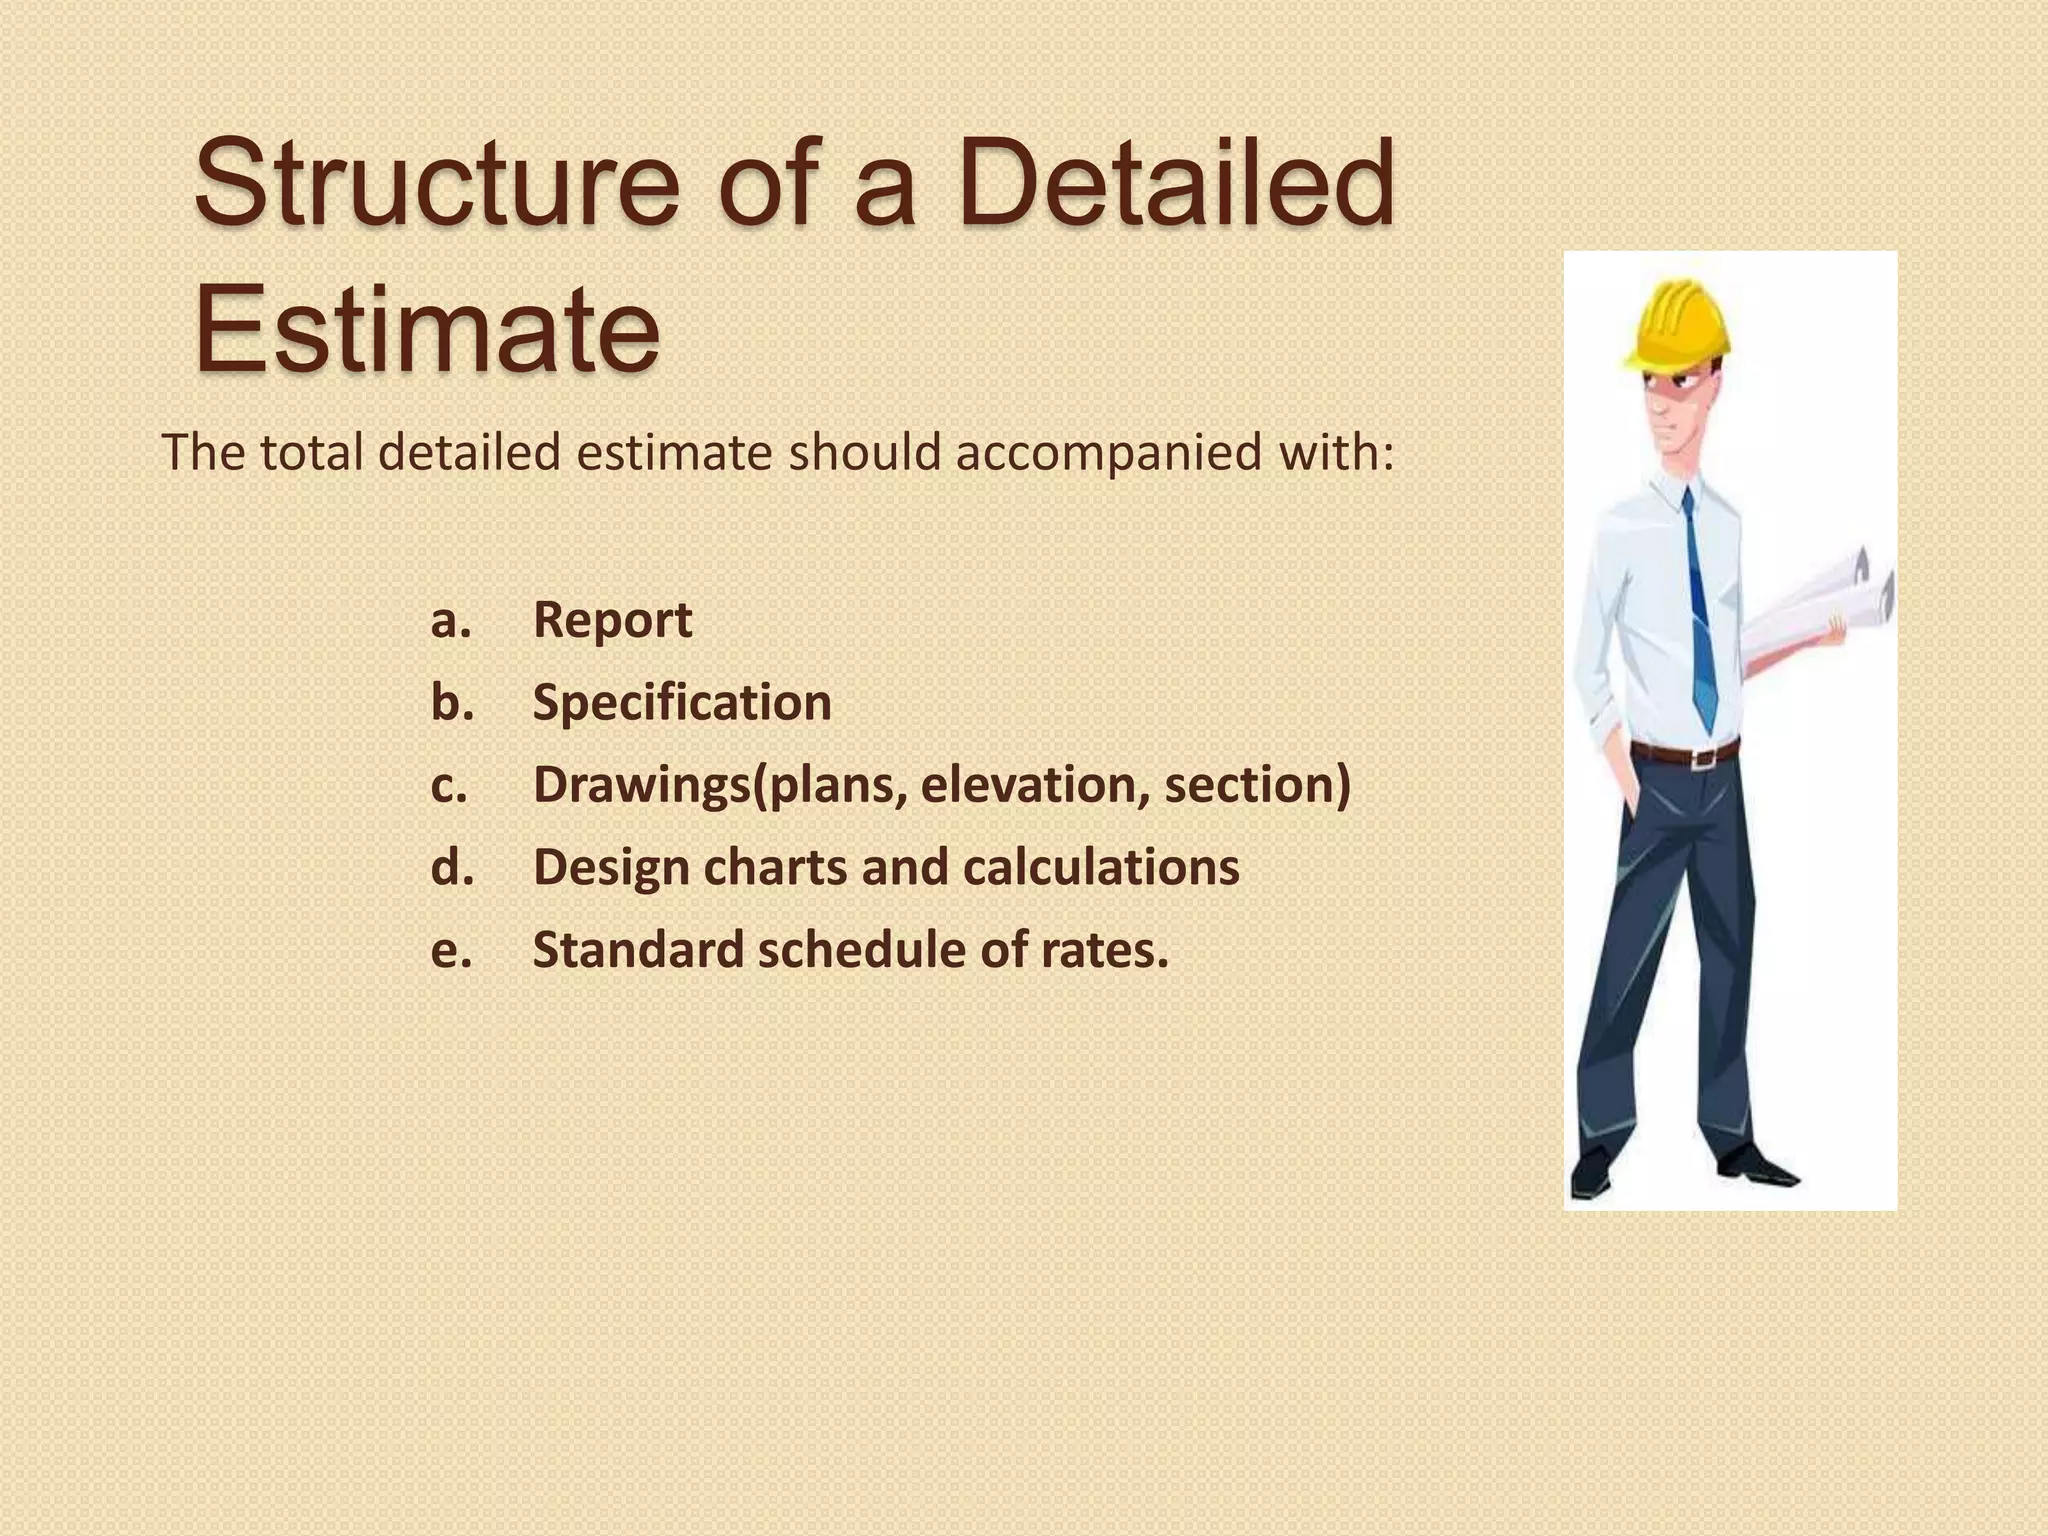 Structure of a Detailed
Estimate
The total detailed estimate should accompanied with:
a. Report
b. Specification
c. Drawings(plans, elevation, section)
d. Design charts and calculations
e. Standard schedule of rates.